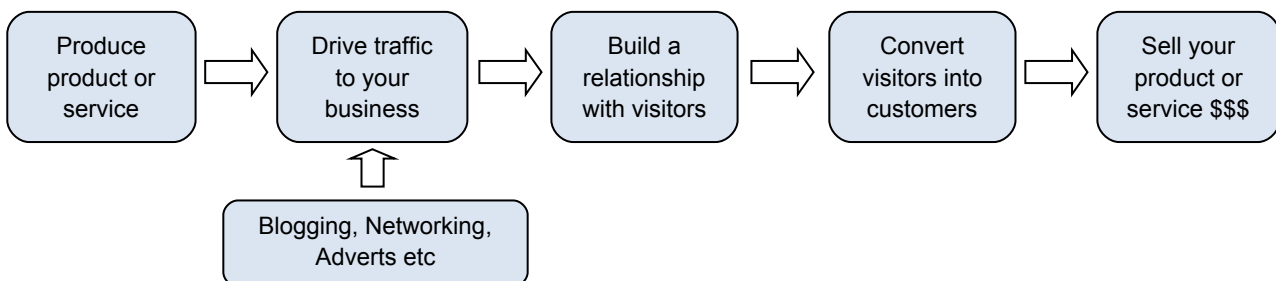 Produce
product or
service
Drive traffic
to your
business
Build a
relationship
with visitors
Convert
visitors into
customers
Sell your
product or
service $$$
Blogging, Networking,
Adverts etc